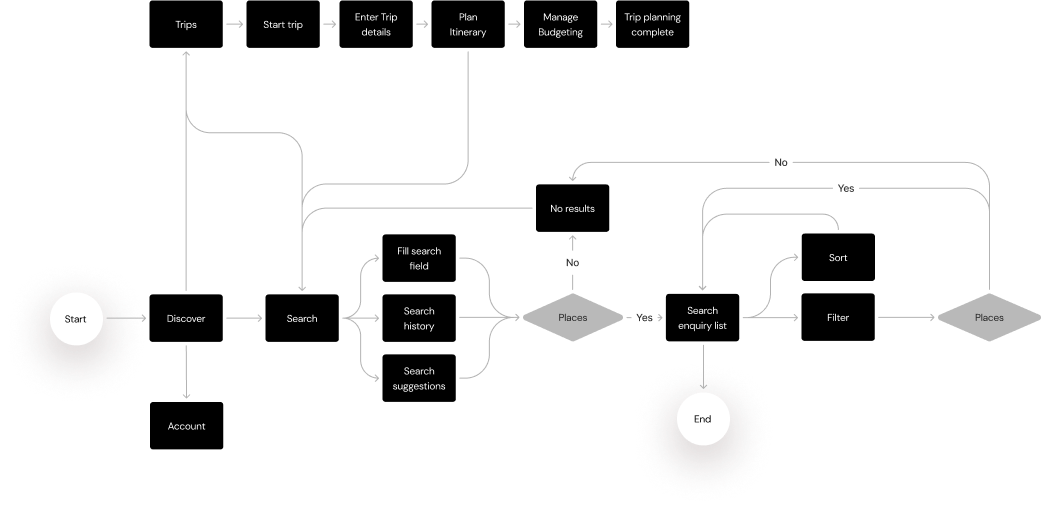 Trips
Start trip
Enter Trip
details
Plan
Itinerary
Manage
Budgeting
Trip planning
complete
No
Yes
No results
Fill search
field
No
Sort
Start
Discover
Search
Search
history
Places
Yes
Search
enquiry list
Filter
Places
Search
suggestions
Account
End